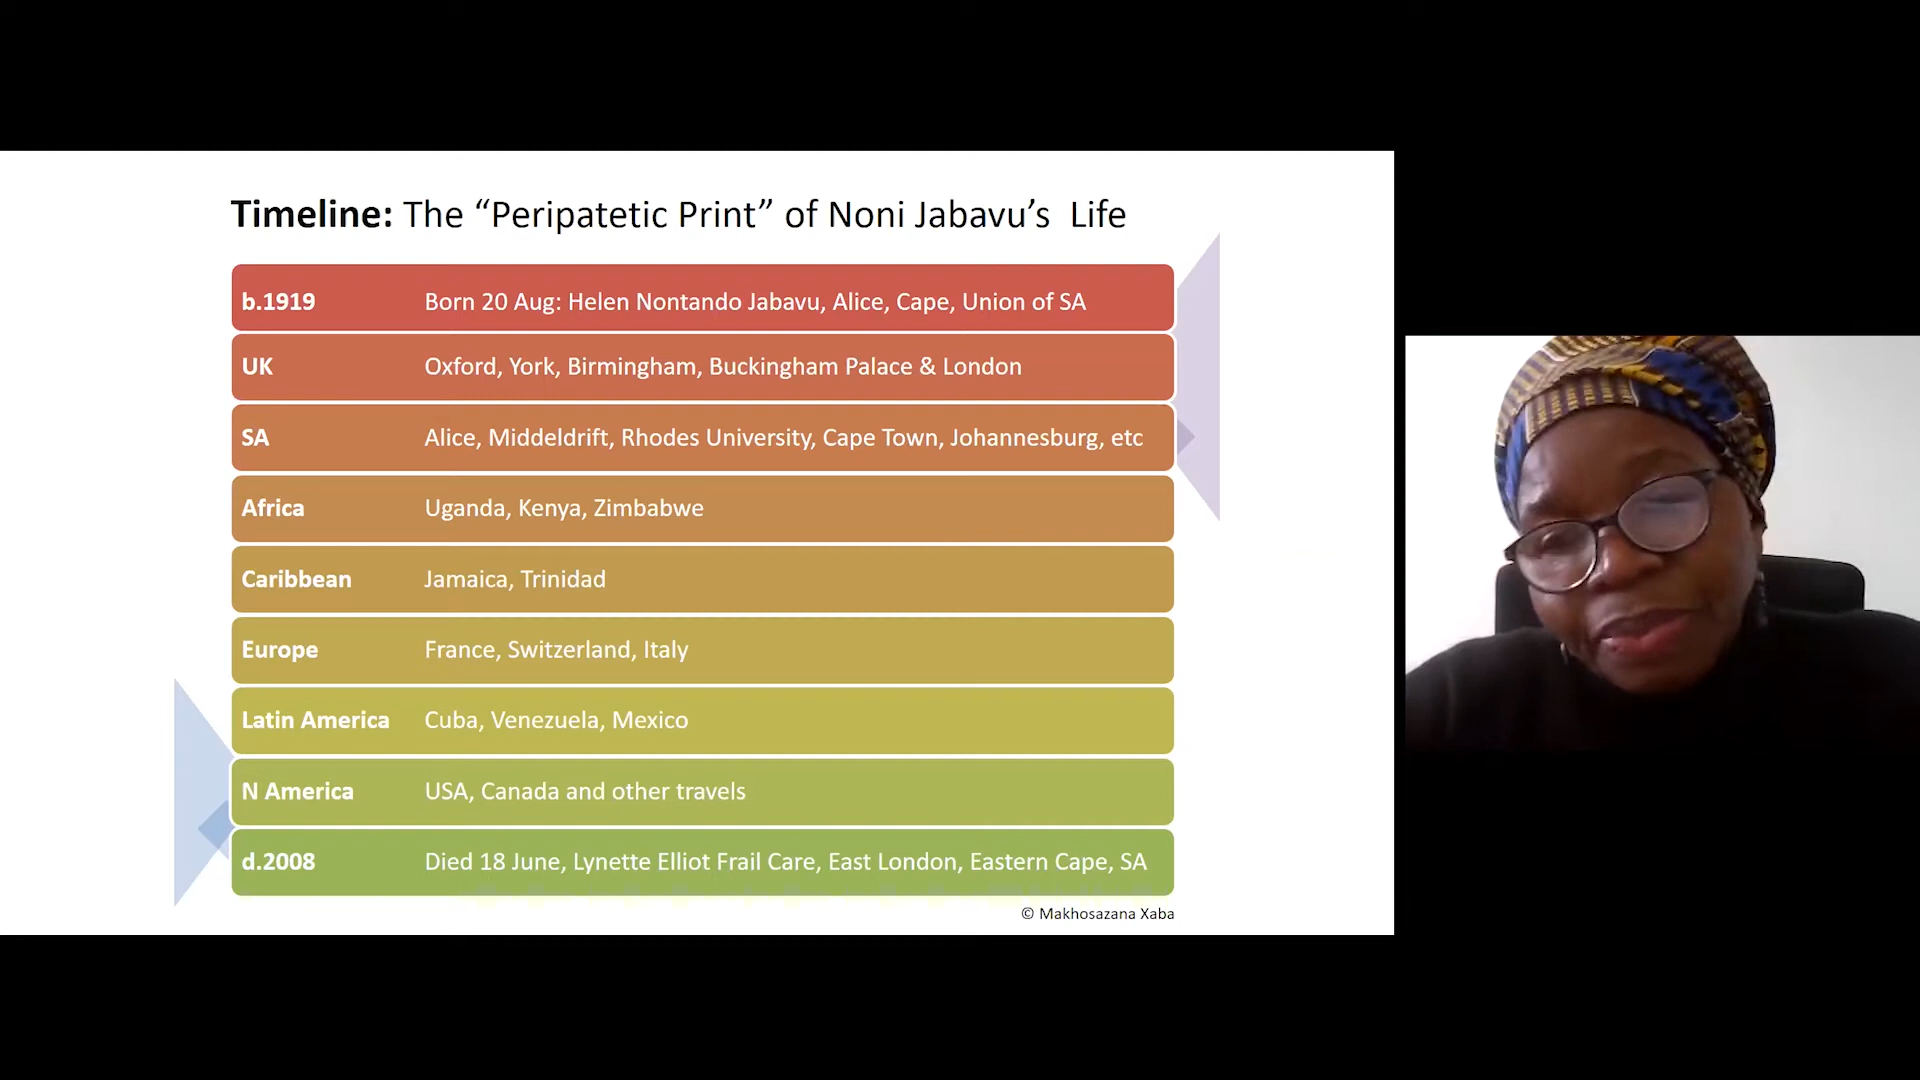 Timeline: The “Peripatetic Print” of Noni Jabavu’s Life
b.1919 Born 20 Aug: Helen Nontando Jabavu, Alice, Cape, Union of SA
UK Oxford, York, Birmingham, Buckingham Palace & London
SA Alice, Middeldrift, Rhodes University, Cape Town, Johannesburg, etc
Africa Uganda, Kenya, Zimbabwe
Caribbean Jamaica, Trinidad
Europe France, Switzerland, Italy
Latin America Cuba, Venezuela, Mexico
N America USA, Canada and other travels
d.2008 Died 18 June, Lynette Elliot Frail Care, East London, Eastern Cape, SA
© Makhosazana Xaba